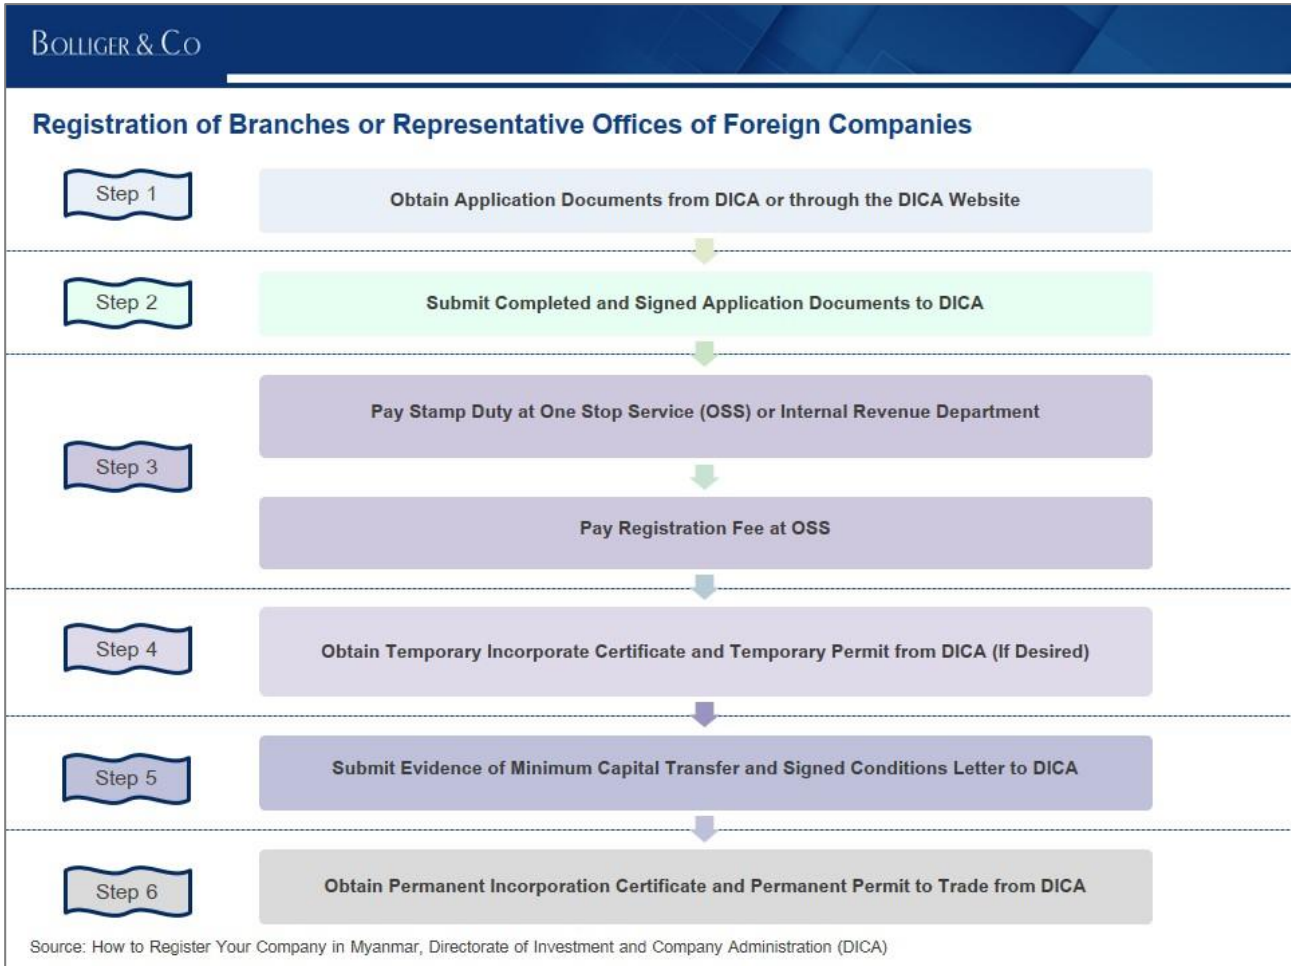 BOLLIGER & CO
Registration of Branches or Representative Offices of Foreign Companies
Step 1
Obtain Application Documents from DICA or through the DICA Website
Step 2
Submit Completed and Signed Application Documents to DICA
Step 3
Pay Stamp Duty at One Stop Service (OSS) or Internal Revenue Department
Pay Registration Fee at OSS
Step 4
Obtain Temporary Incorporate Certificate and Temporary Permit from DICA (If Desired)
Step 5
Submit Evidence of Minimum Capital Transfer and Signed Conditions Letter to DICA
Step 6
Obtain Permanent Incorporation Certificate and Permanent Permit to Trade from DICA
Source: How to Register Your Company in Myanmar, Directorate of Investment and Company Administration (DICA)